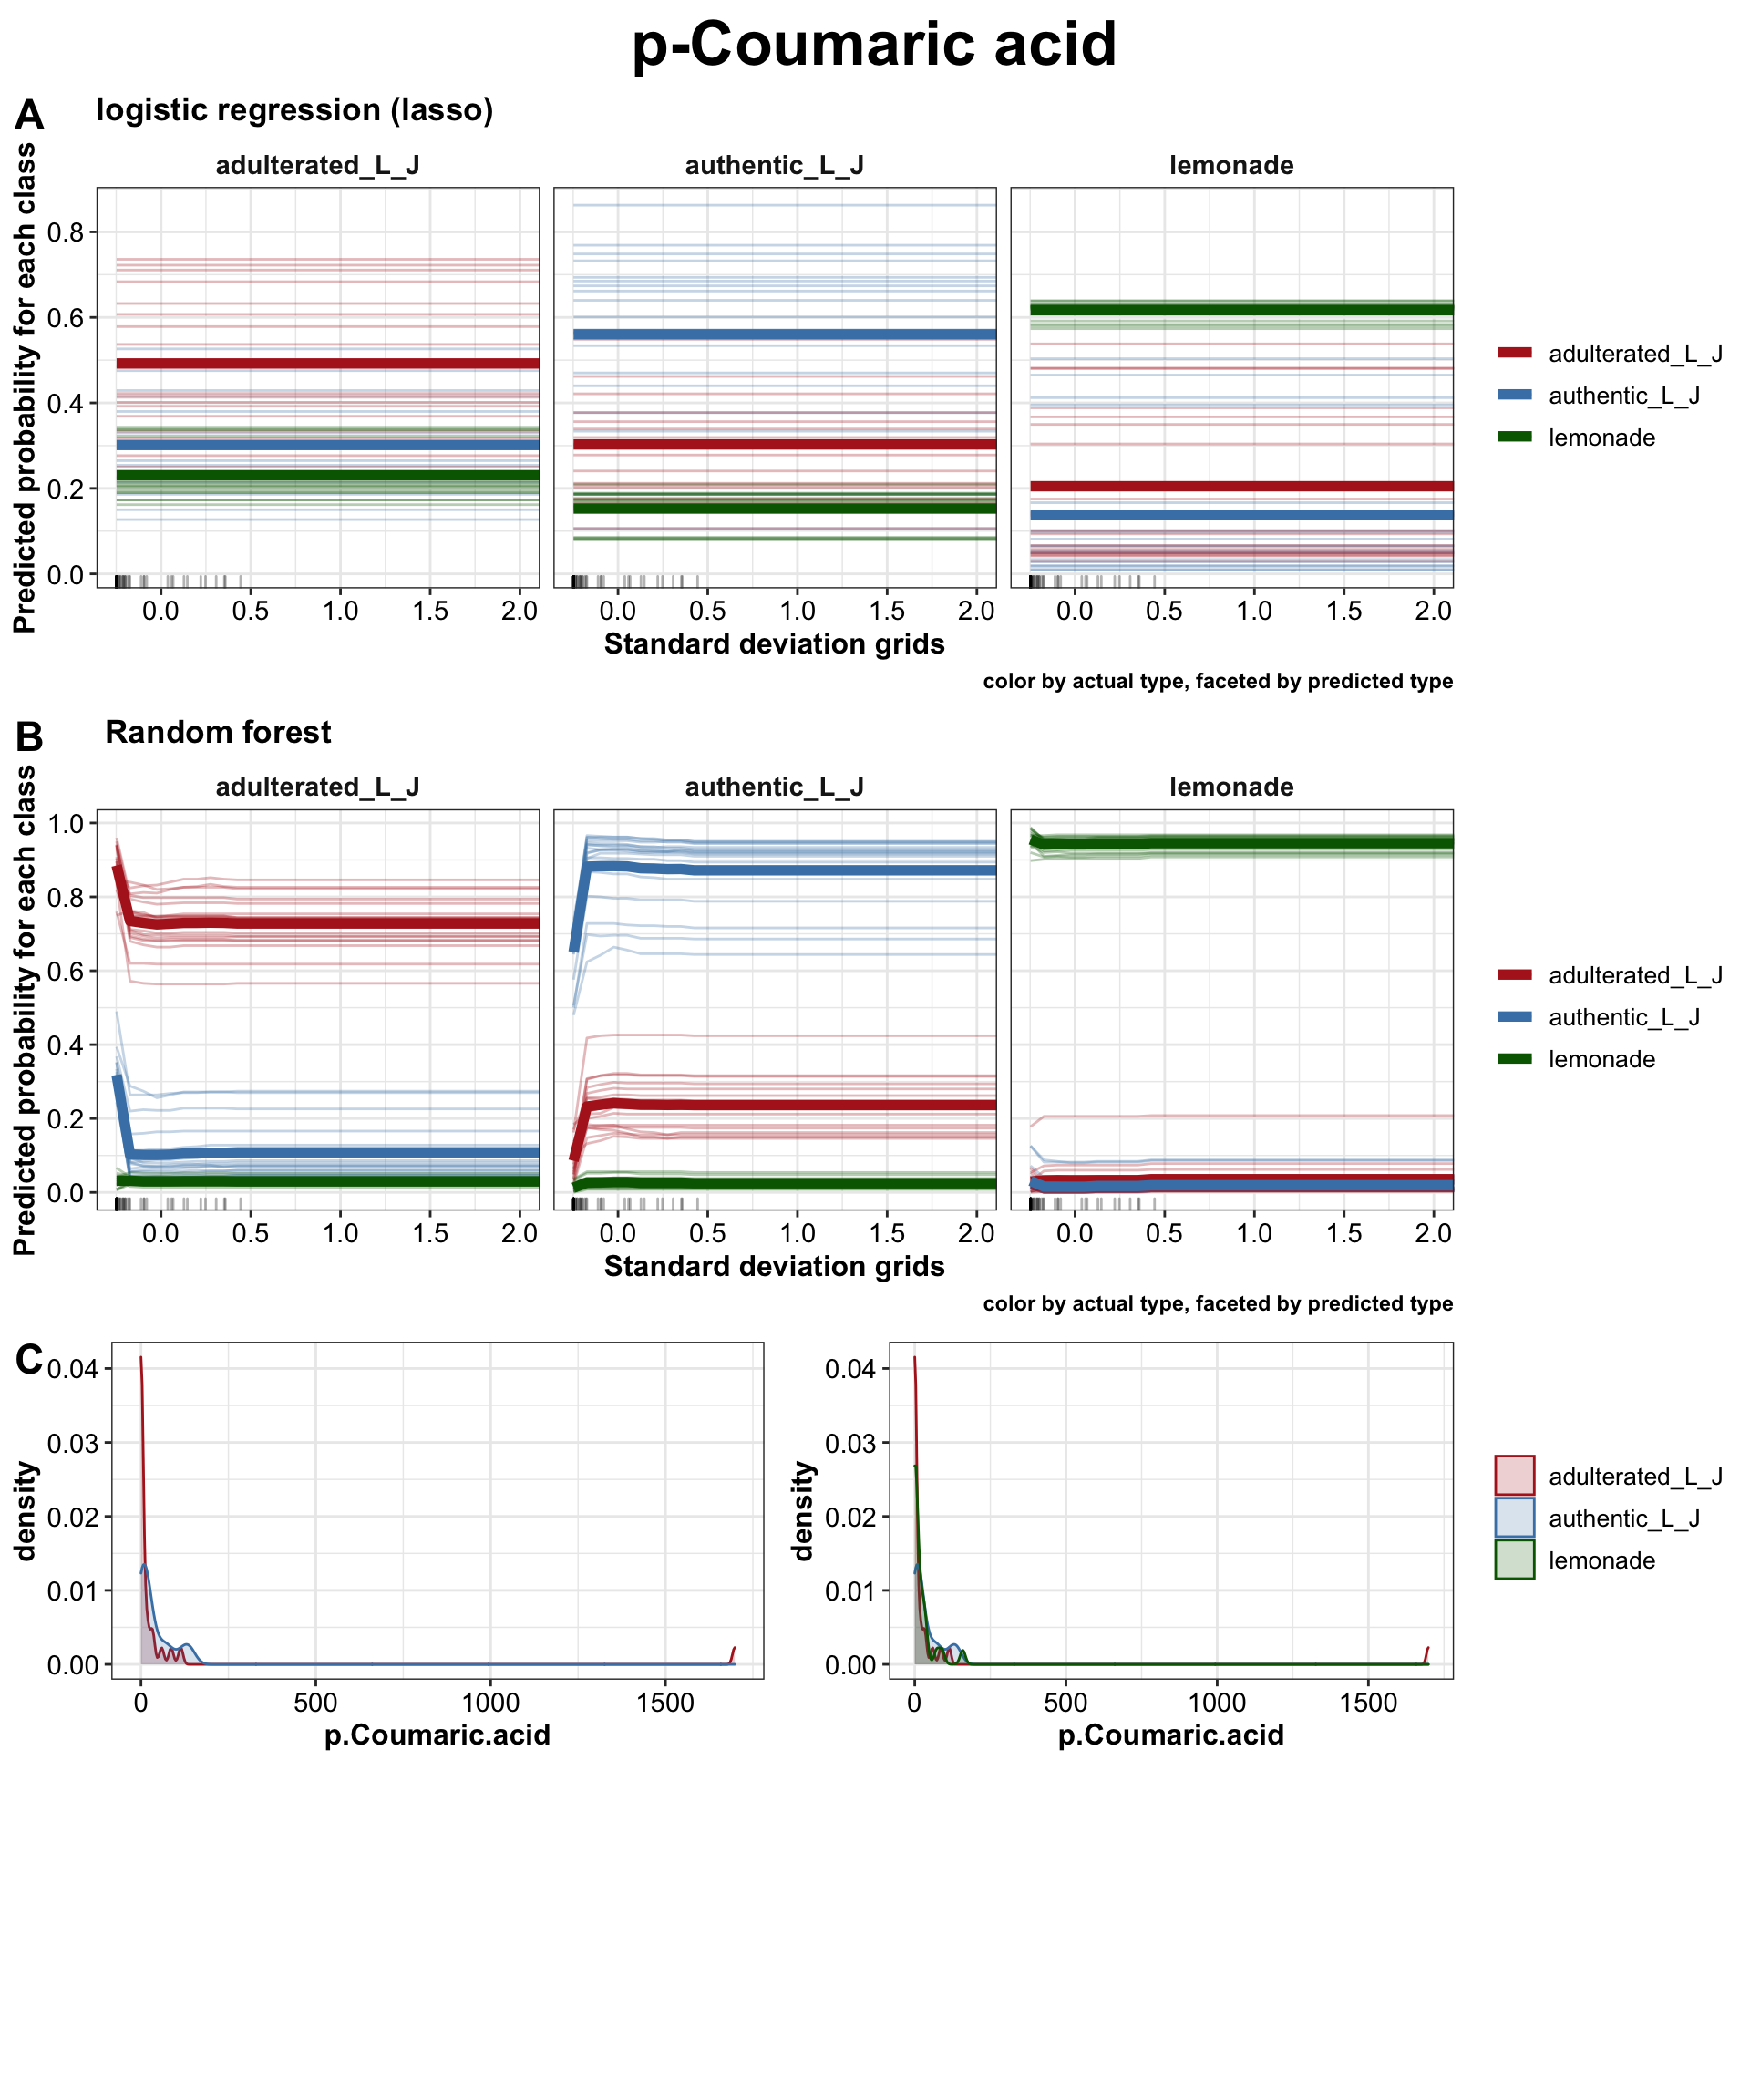 p-Coumaric acid
A
logistic regression (lasso)
adulterated_L_J
authentic_L_J
lemonade
Predicted probability for each class
0.8
0.6
0.4
0.2
0.0
0.0 0.5 1.0 1.5 2.0
0.0 0.5 1.0 1.5 2.0
0.0 0.5 1.0 1.5 2.0
Standard deviation grids
color by actual type, faceted by predicted type
adulterated_L_J
authentic_L_J
lemonade
B
Random forest
adulterated_L_J
authentic_L_J
lemonade
Predicted probability for each class
1.0
0.8
0.6
0.4
0.2
0.0
0.0 0.5 1.0 1.5 2.0
0.0 0.5 1.0 1.5 2.0
0.0 0.5 1.0 1.5 2.0
Standard deviation grids
color by actual type, faceted by predicted type
adulterated_L_J
authentic_L_J
lemonade
C
density
0.04
0.03
0.02
0.01
0.00
0 500 1000 1500
p.Coumaric.acid
density
0.04
0.03
0.02
0.01
0.00
0 500 1000 1500
p.Coumaric.acid
adulterated_L_J
authentic_L_J
lemonade